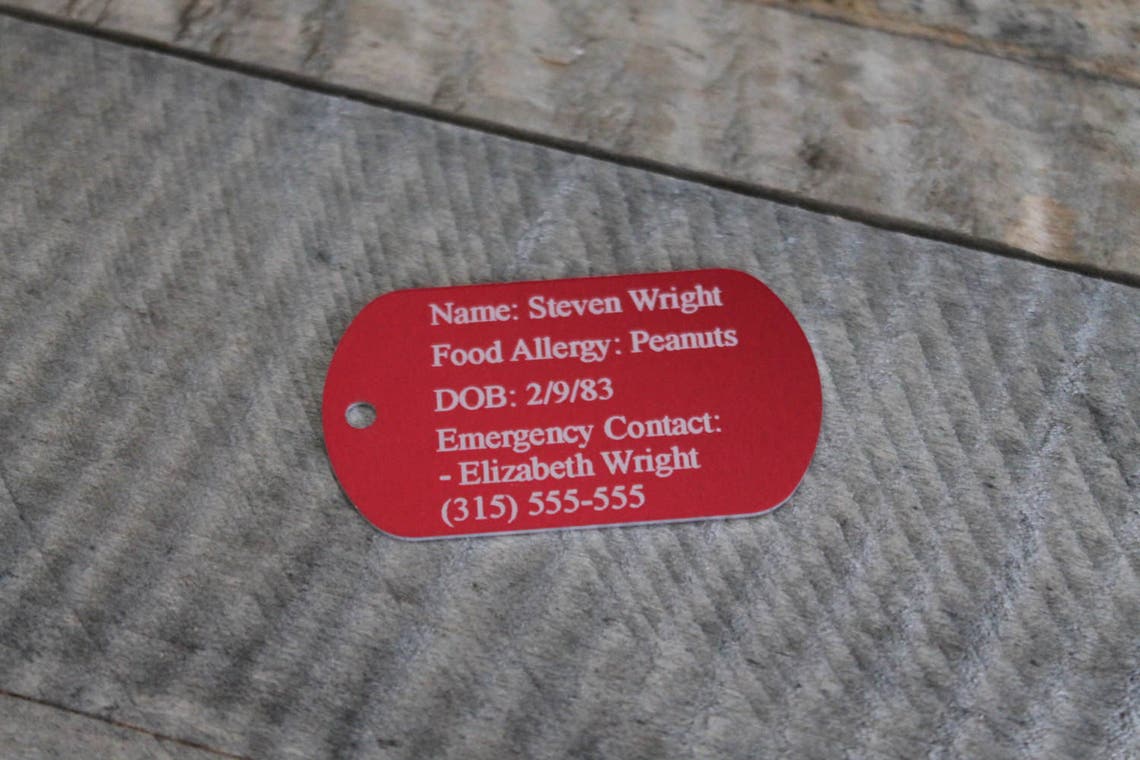 Name: Steven Wright
Food Allergy: Peanuts
DOB: 2/9/83
Emergency Contact:
- Elizabeth Wright
(315) 555-555